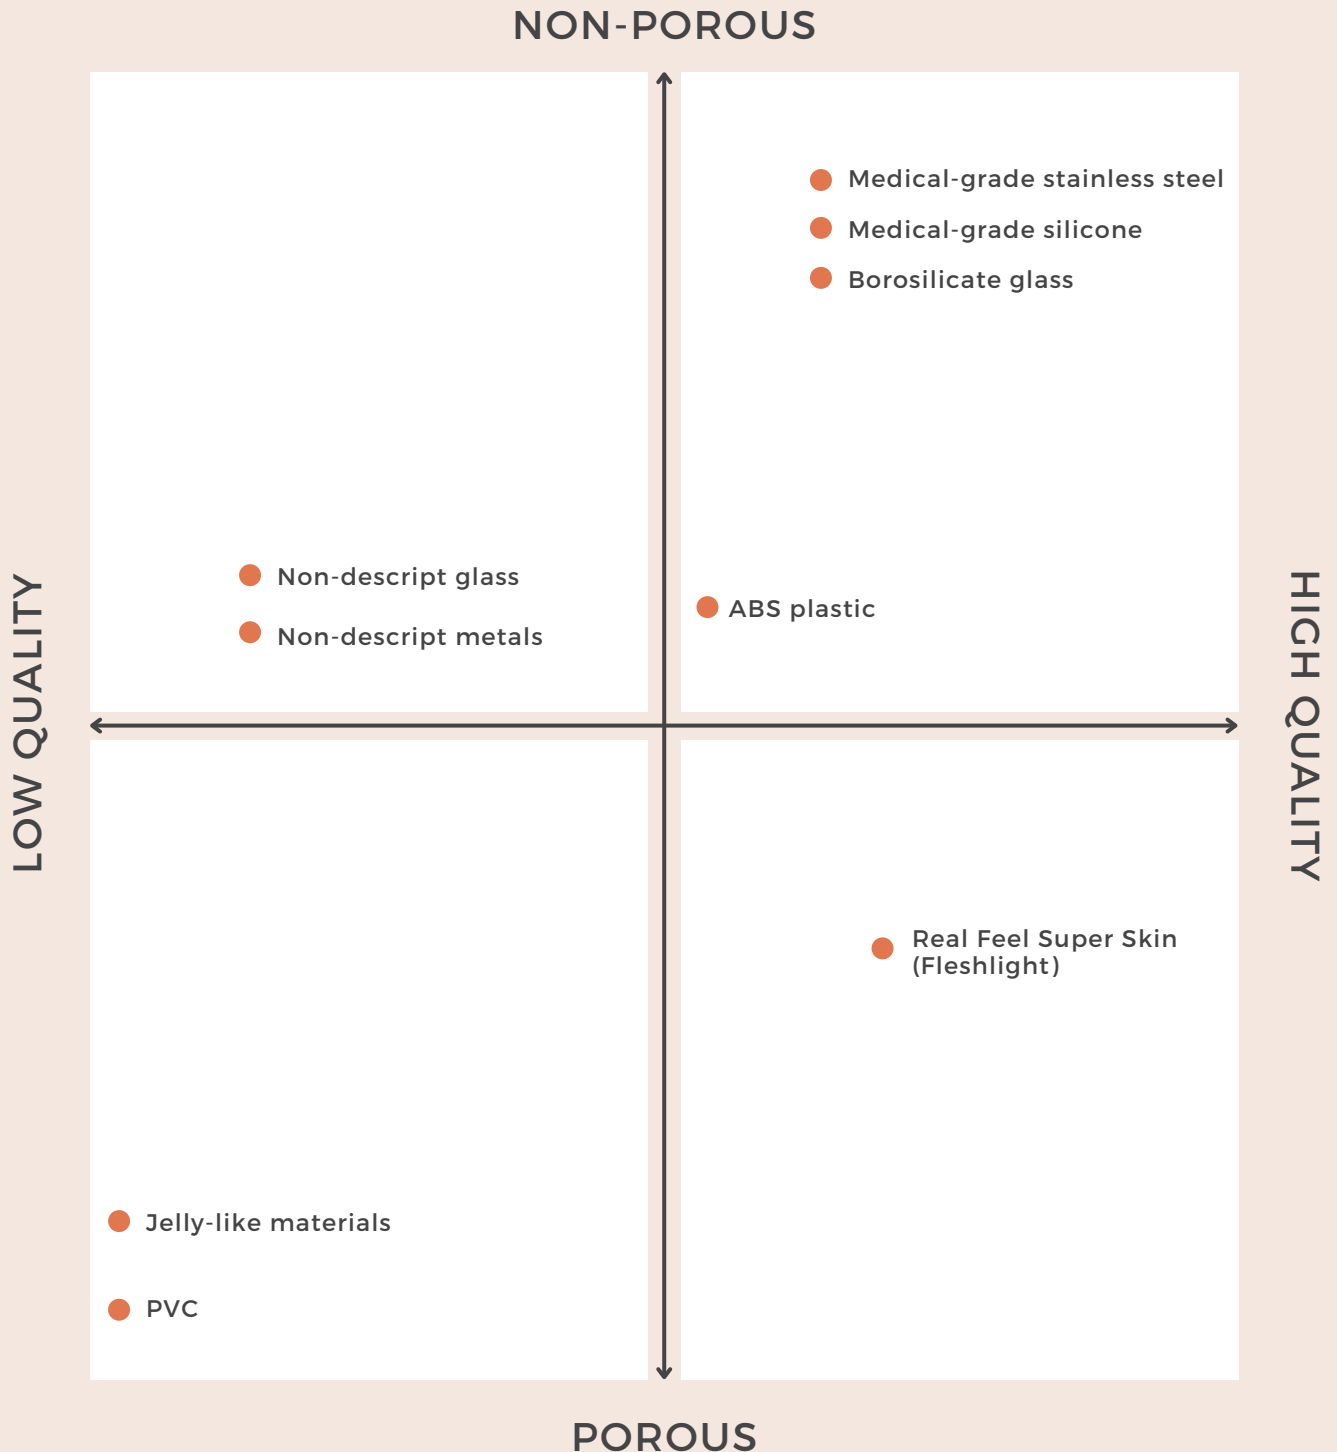 NON-POROUS
Medical-grade stainless steel
Medical-grade silicone
Borosilicate glass
Non-descript glass
Non-descript metals
ABS plastic
LOW QUALITY
HIGH QUALITY
Real Feel Super Skin
(Fleshlight)
Jelly-like materials
PVC
POROUS